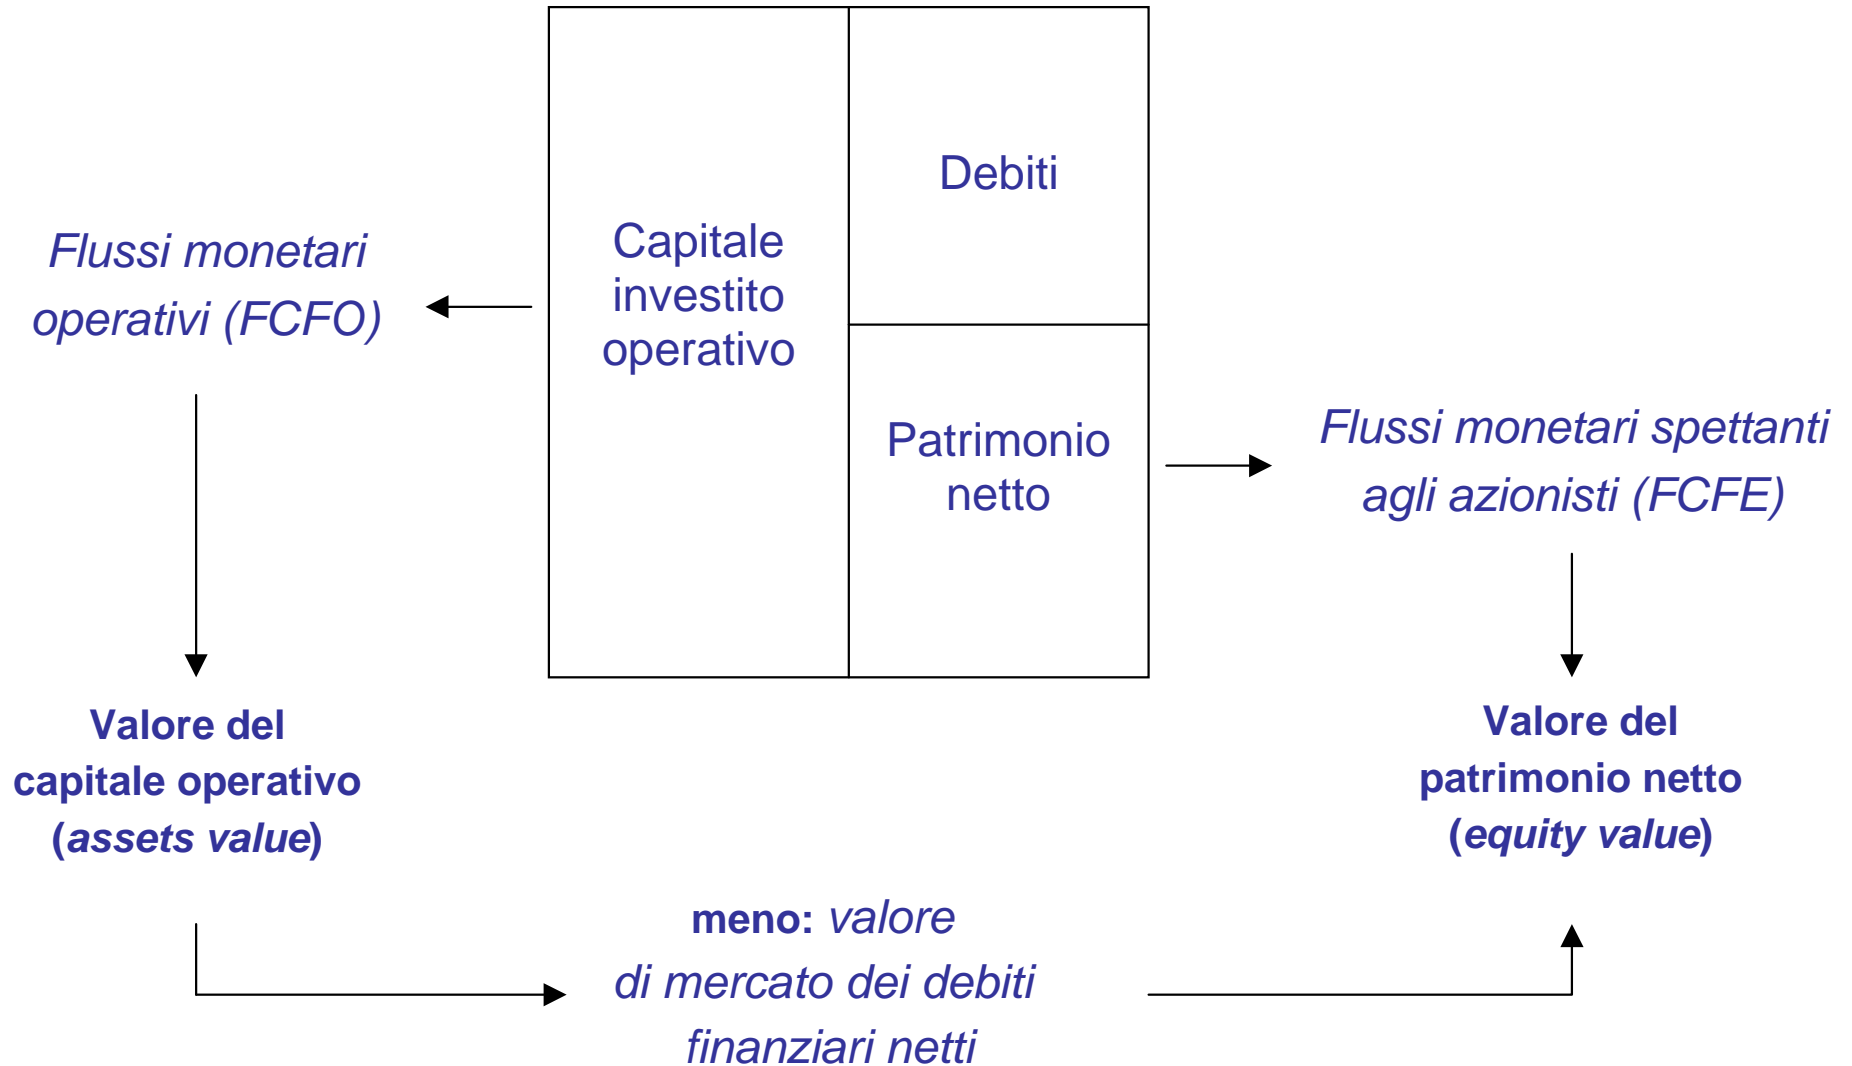 Debiti
Capitale
investito
operativo
Flussi monetari
operativi (FCFO)
Patrimonio
netto
Flussi monetari spettanti
agli azionisti (FCFE)
Valore del
capitale operativo
(assets value)
Valore del
patrimonio netto
(equity value)
meno: valore
di mercato dei debiti
finanziari netti